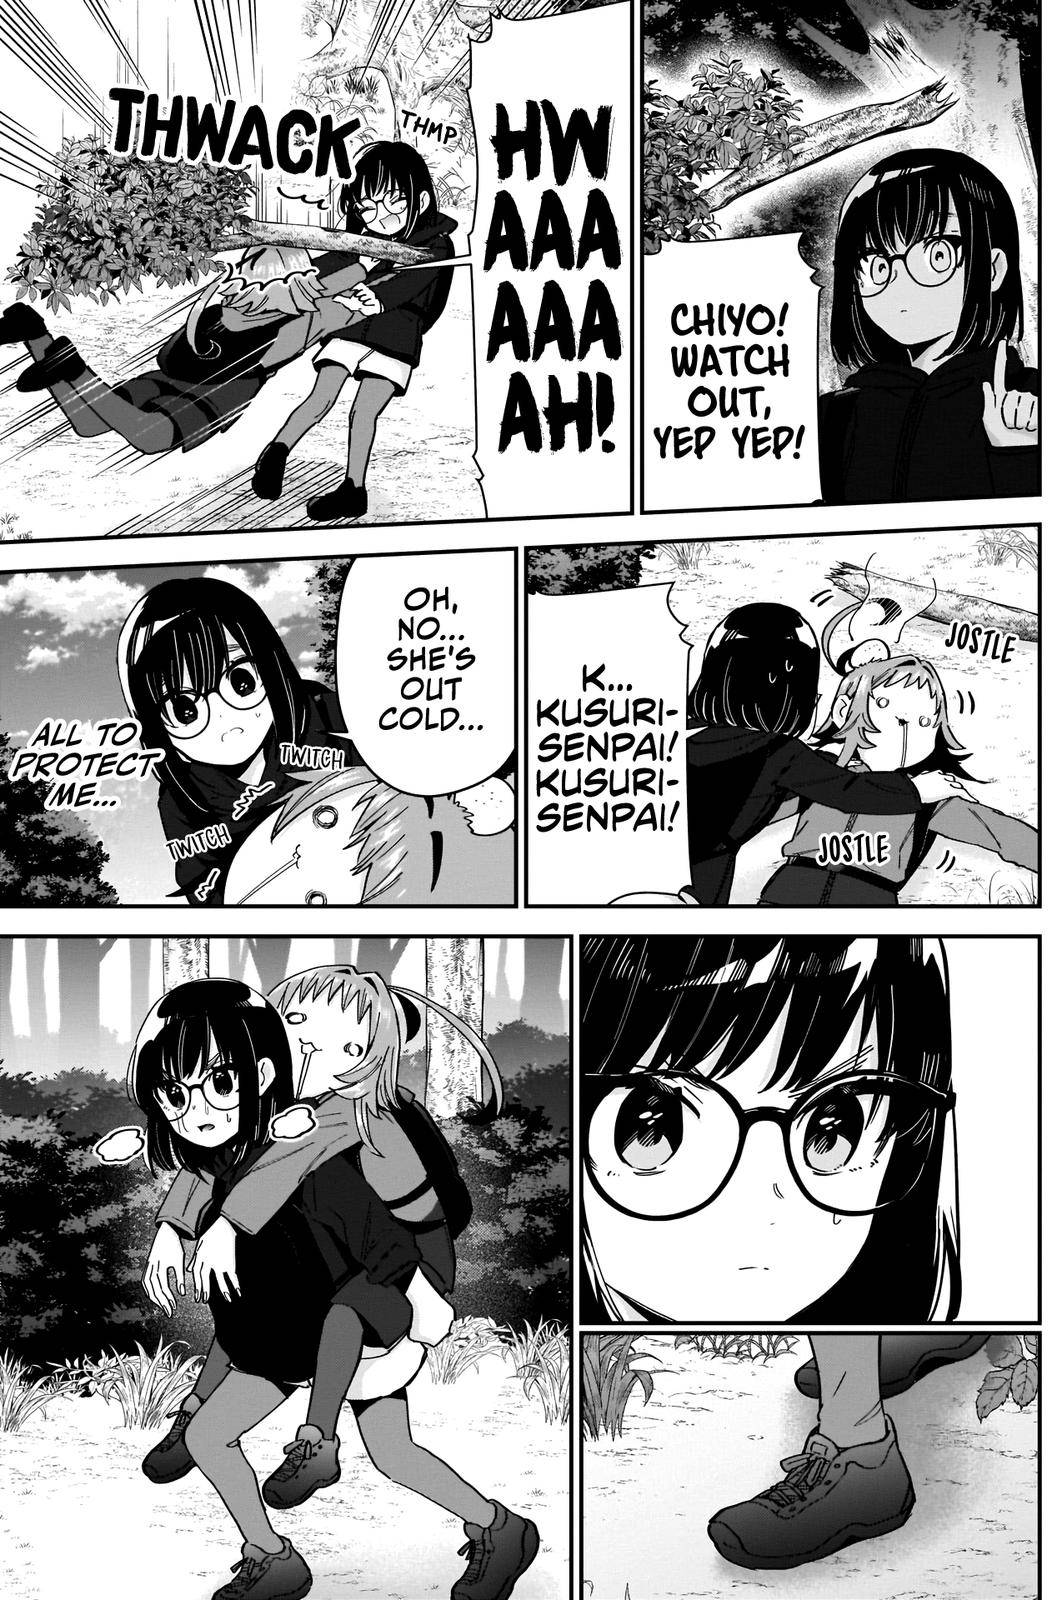 CHIYO!
WATCH
OUT,
YEP YEP!
HW
AAA
AAA
AH!
THMP
THWACK
K...
KUSURI-
SENPAI!
KUSURI-
SENPAI!
JOSTLE
JOSTLE
OH,
NO...
SHE'S
OUT
COLD...
TWITCH
TWITCH
ALL TO
PROTECT
ME...